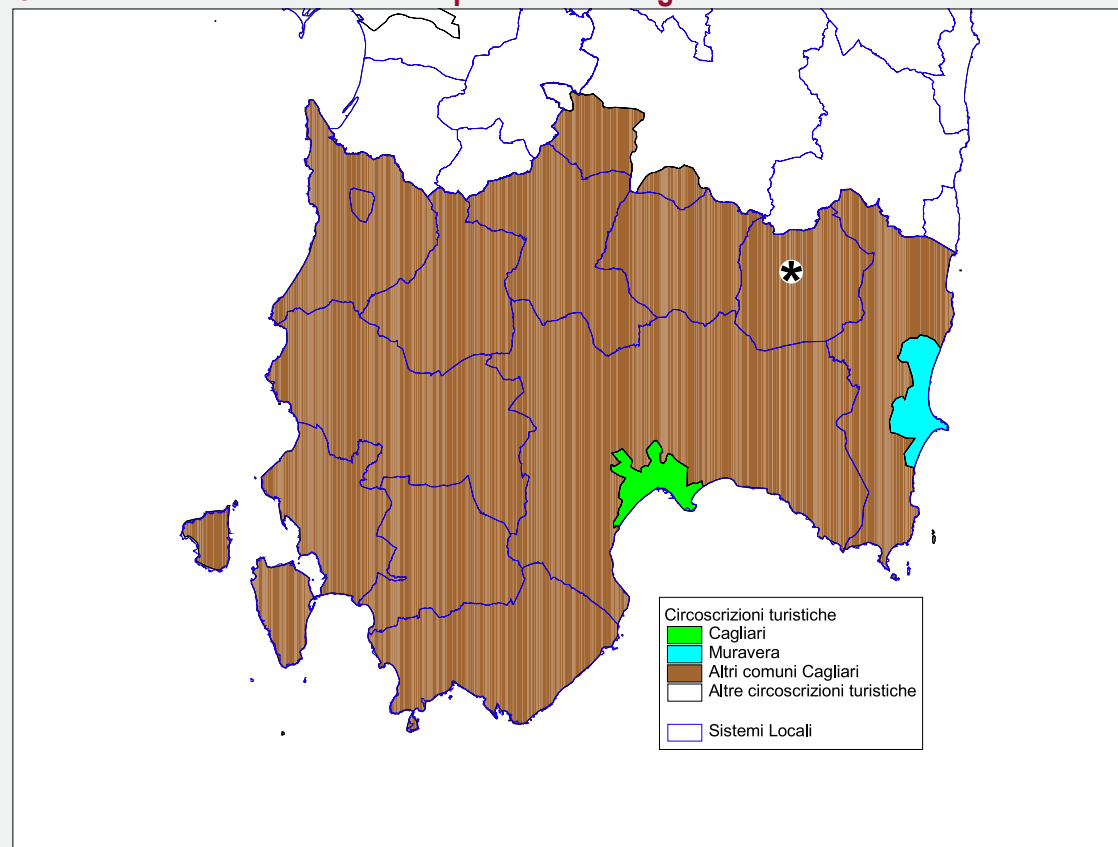 Circoscrizioni turistiche
Cagliari
Muravera
Altri comuni Cagliari
Altre circoscrizioni turistiche
Sistemi Locali
*